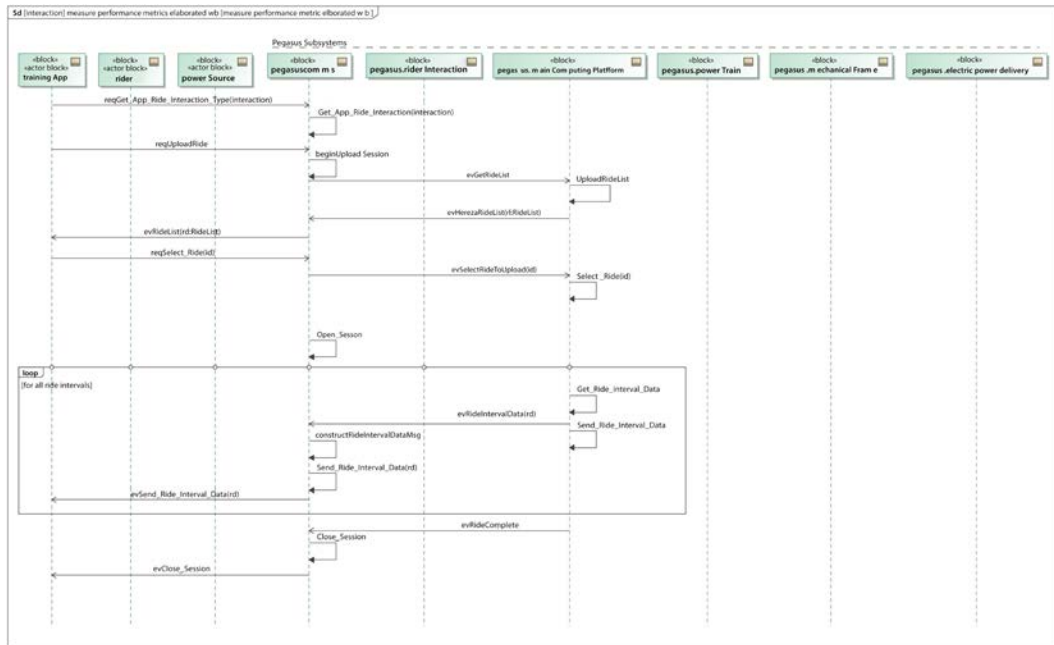 Sd [interaction] measure performance metrics elaborated wb [measure performance metric elborated w b]
Pegasus Subsystems
«block»
«actor block»
training App
«block»
«actor block»
rider
«block»
«actor block»
power Source
«block»
pegasuscom m s
«block»
pegasus.rider Interaction
«block»
pegas us. m ain Com puting Platfform
«block»
pegasus.power Train
«block»
pegasus .m echanical Fram e
«block»
pegasus .electric power delivery
reqGet_App_Ride_Interaction_Type(interaction)
Get_App_Ride_Interaction(interaction)
reqUploadRide
beginUpload Session
evGetRideList
UploadRideList
evHerezaRideList(rl:RideList)
evRideList(rd:RideList)
reqSelect_Ride(id)
evSelectRideToUpload(id)
Select _Ride(id)
Open_Sesson
loop
[for all ride intervals]
Get_Ride_Interval_Data
evRideIntervalData(rd)
Send_Ride_Interval_Data
constructRideIntervalDataMsg
Send_Ride_Interval_Data(rd)
evSend_Ride_Interval_Data(rd)
evRideComplete
Close_Session
evClose_Session